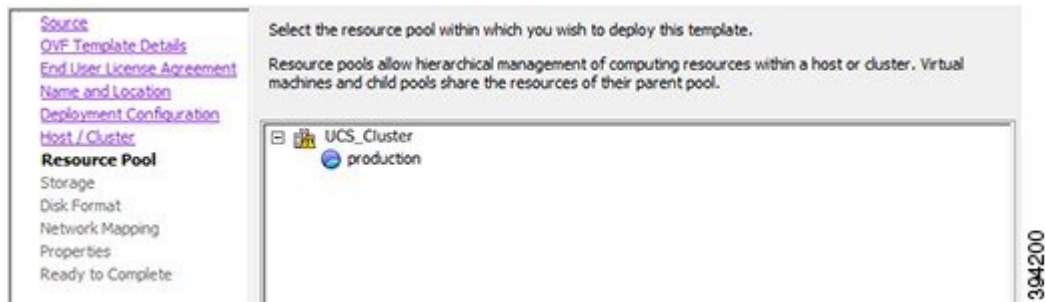 Source
OVF Template Details
End User License Agreement
Name and Location
Deployment Configuration
Host / Cluster
Resource Pool
Storage
Disk Format
Network Mapping
Properties
Ready to Complete
Select the resource pool within which you wish to deploy this template.
Resource pools allow hierarchical management of computing resources within a host or cluster. Virtual
machines and child pools share the resources of their parent pool.
UCS_Cluster
production
394200